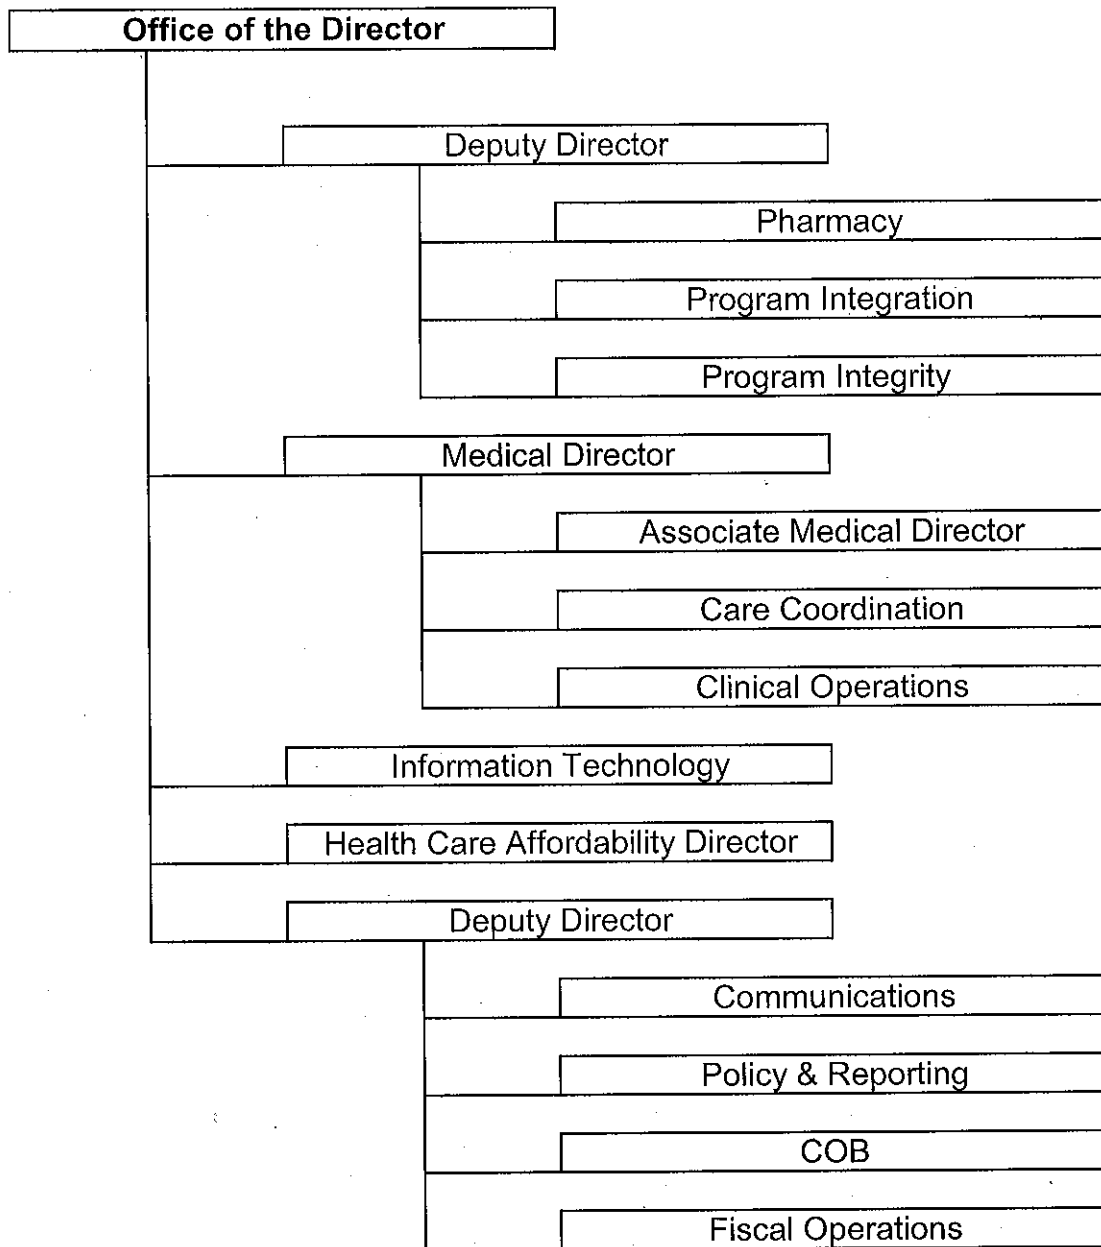 Office of the Director
Deputy Director
Pharmacy
Program Integration
Program Integrity
Medical Director
Associate Medical Director
Care Coordination
Clinical Operations
Information Technology
Health Care Affordability Director
Deputy Director
Communications
Policy & Reporting
COB
Fiscal Operations